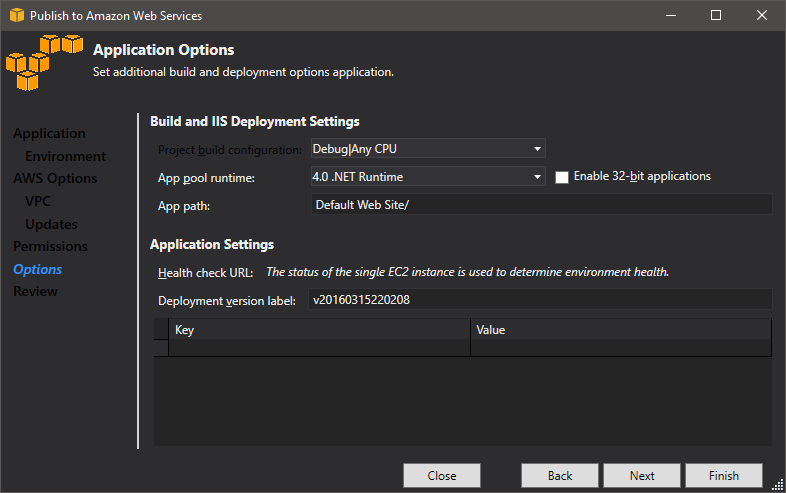 Publish to Amazon Web Services
Application Options
Set additional build and deployment options application.
Application
Environment
AWS Options
VPC
Updates
Permissions
Options
Review
Build and IIS Deployment Settings
Project build configuration: Debug|Any CPU
App pool runtime: 4.0 .NET Runtime Enable 32-bit applications
App path: Default Web Site/
Application Settings
Health check URL: The status of the single EC2 instance is used to determine environment health.
Deployment version label: v20160315220208
Key Value
Close Back Next Finish